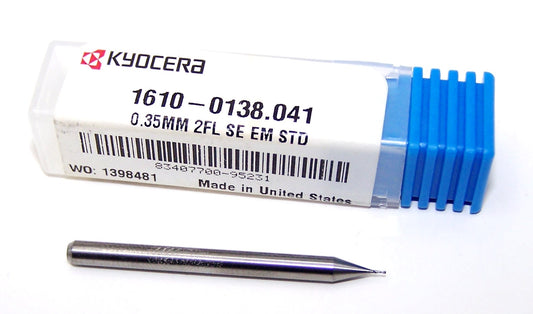 KYOCERA
1610-0138.041
0.35MM 2FL SE EM STD
83407700-95231
WO: 1398481
Made in United States